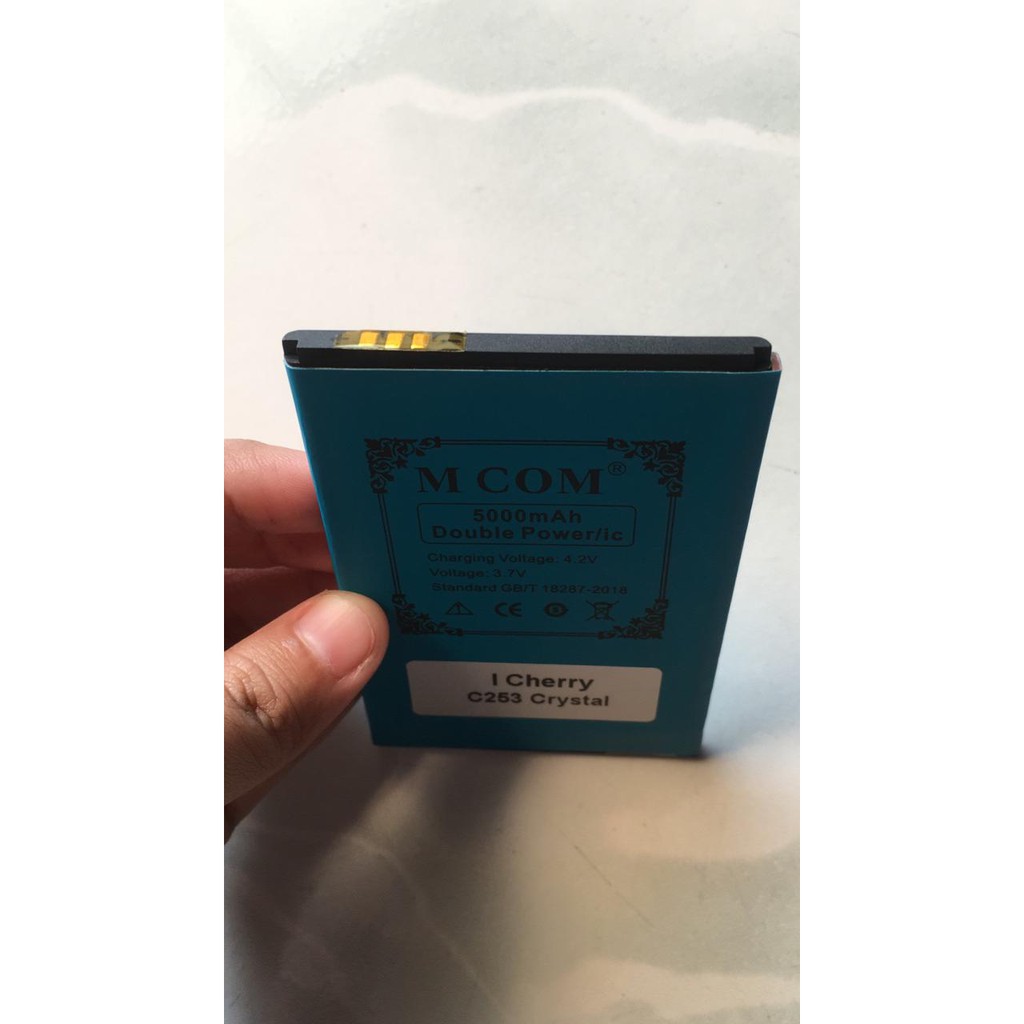 M COM®
5000mAh
Double Power/ic
Charging Voltage: 4.2V
Voltage: 3.7V
Standard GB/T 18287-2018
CE
I Cherry
C253 Crystal